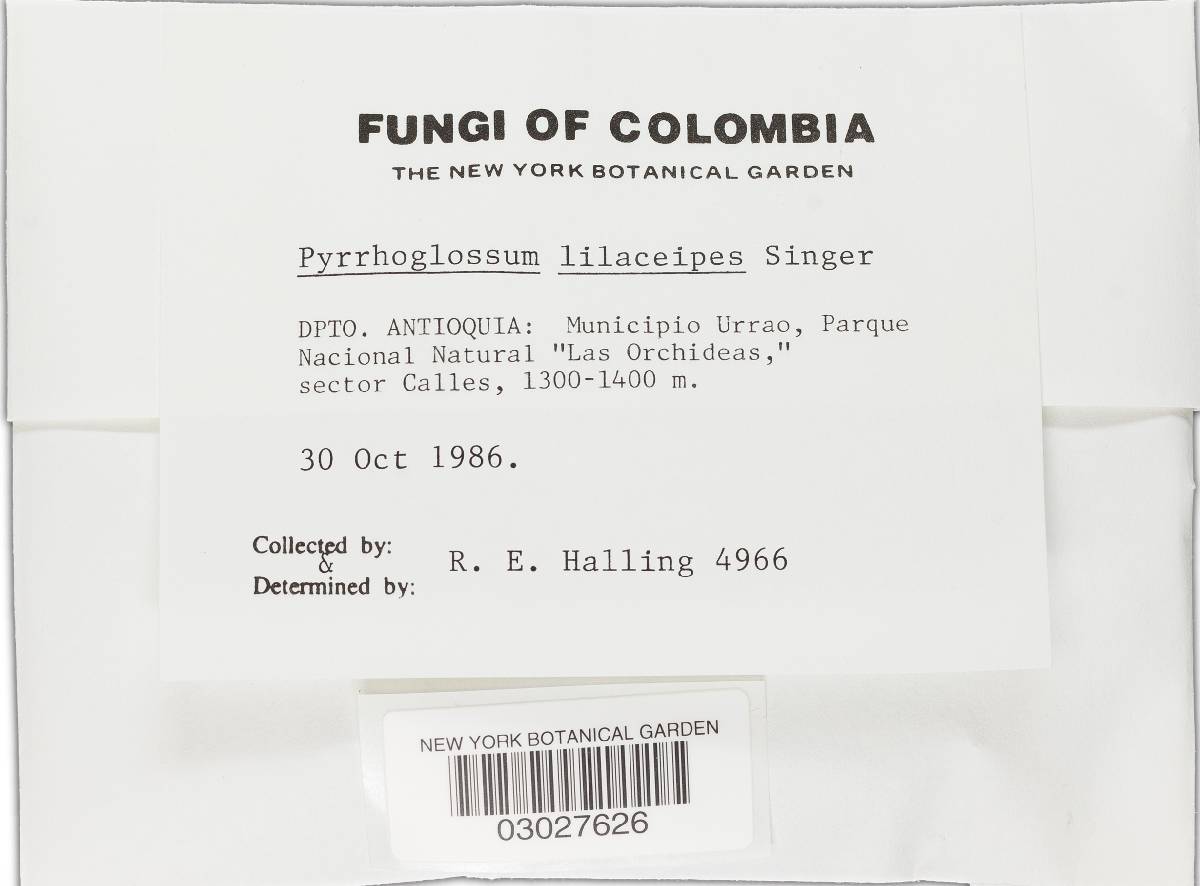 FUNGI OF COLOMBIA
THE NEW YORK BOTANICAL GARDEN
Pyrrhoglossum lilaceipes Singer
DPTO. ANTIOQUIA: Municipio Urrao, Parque
Nacional Natural "Las Orchideas,"
sector Calles, 1300-1400 m.
30 Oct 1986.
Collected by:
&
Determined by:
R. E. Halling 4966
NEW YORK BOTANICAL GARDEN
03027626